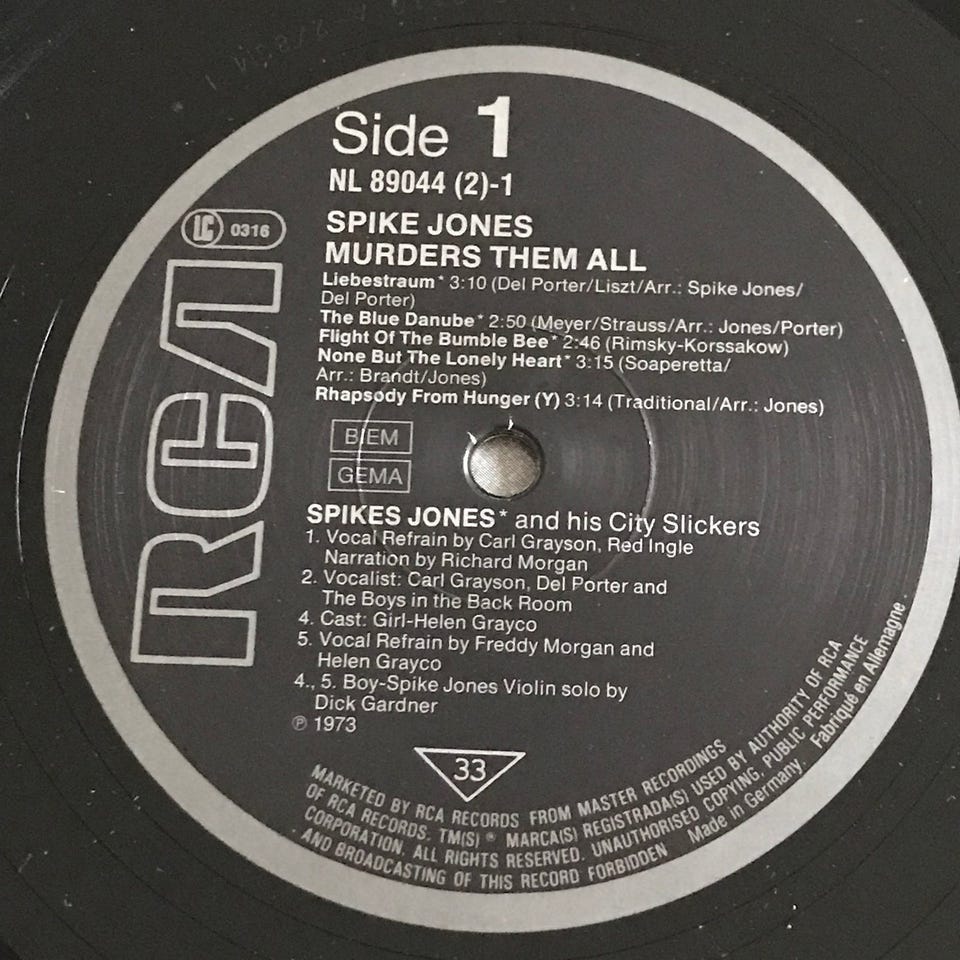 Side 1
NL 89044 (2)-1
LC 0316
SPIKE JONES
MURDERS THEM ALL
Liebestraum* 3:10 (Del Porter/Liszt/Arr.: Spike Jones/
Del Porter)
The Blue Danube* 2:50 (Meyer/Strauss/Arr.: Jones/Porter)
Flight Of The Bumble Bee* 2:46 (Rimsky-Korssakow)
None But The Lonely Heart* 3:15 (Soaperetta/
Arr.: Brandt/Jones)
Rhapsody From Hunger (Y) 3:14 (Traditional/Arr.: Jones)
RCA
BIEM
GEMA
SPIKES JONES* and his City Slickers
1. Vocal Refrain by Carl Grayson, Red Ingle
Narration by Richard Morgan
2. Vocalist: Carl Grayson, Del Porter and
The Boys in the Back Room
4. Cast: Girl-Helen Grayco
5. Vocal Refrain by Freddy Morgan and
Helen Grayco
4., 5. Boy-Spike Jones Violin solo by
Dick Gardner
℗ 1973
33
MARKETED BY RCA RECORDS FROM MASTER RECORDINGS
OF RCA RECORDS. TM(S) ® MARCA(S) REGISTRADA(S) USED BY AUTHORITY OF RCA
CORPORATION. ALL RIGHTS RESERVED. UNAUTHORISED COPYING, PUBLIC PERFORMANCE
AND BROADCASTING OF THIS RECORD FORBIDDEN Made in Germany. Fabriqué en Allemagne.